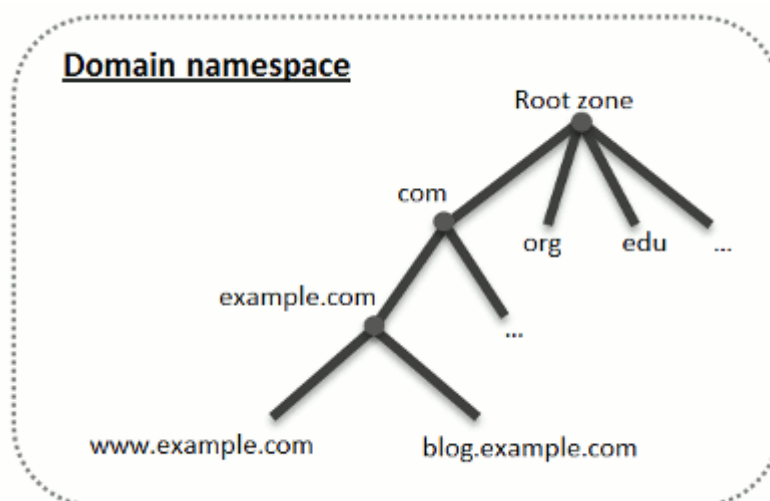 Domain namespace
Root zone
com
org
edu
...
example.com
...
www.example.com
blog.example.com